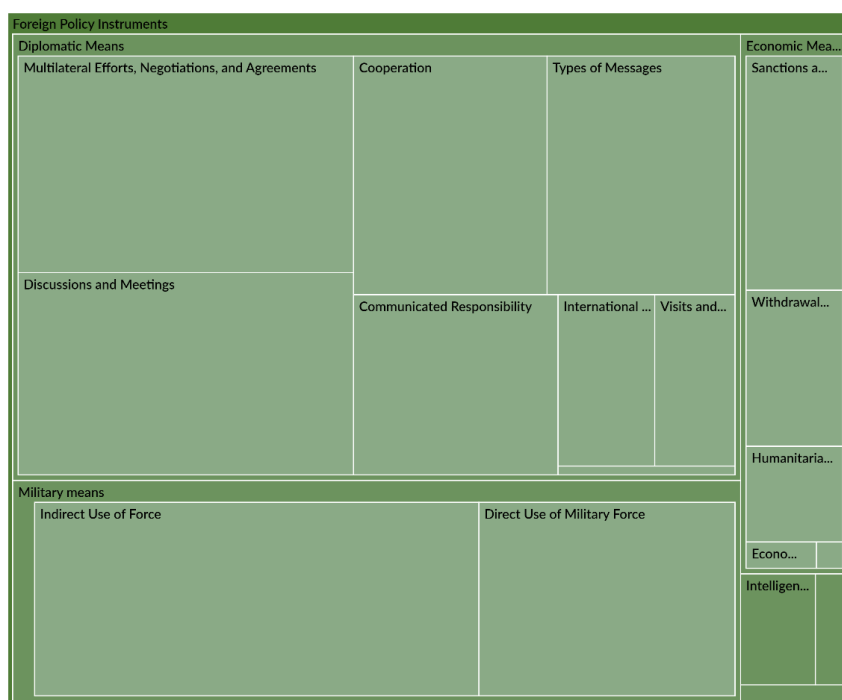 Foreign Policy Instruments
Diplomatic Means
Economic Mea...
Multilateral Efforts, Negotiations, and Agreements
Cooperation
Types of Messages
Sanctions a...
Discussions and Meetings
Communicated Responsibility
International ...
Visits and...
Withdrawal...
Humanitaria...
Military means
Indirect Use of Force
Direct Use of Military Force
Econo...
Intelligen...